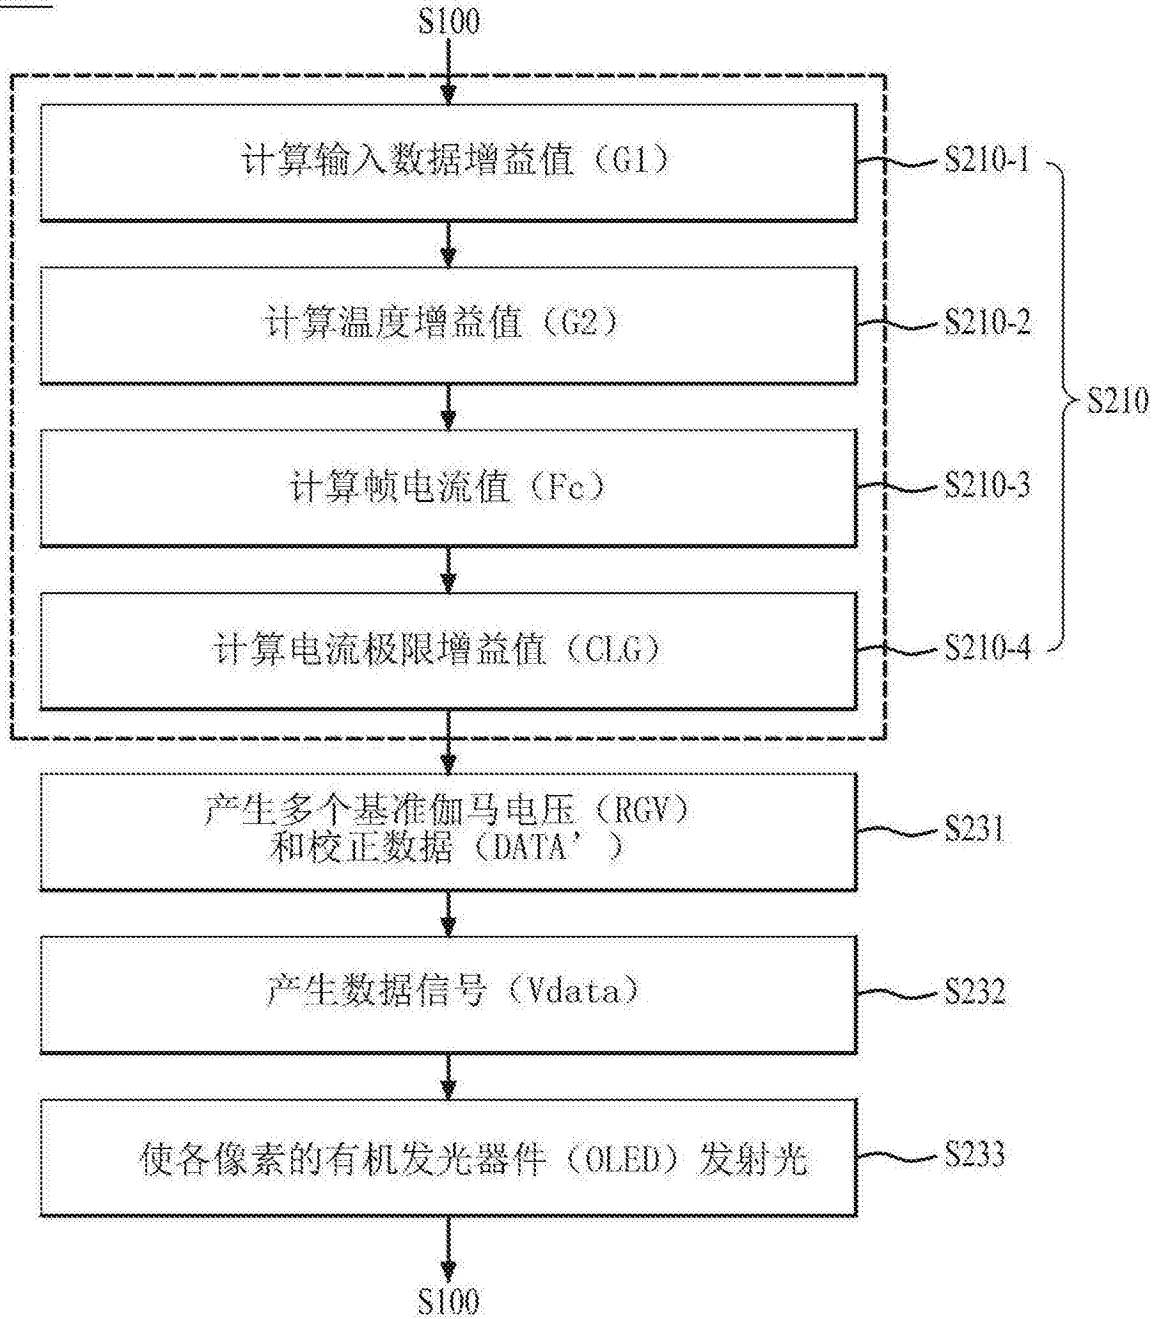 S100
计算输入数据增益值（G1）
S210-1
计算温度增益值（G2）
S210-2
S210
计算帧电流值（Fc）
S210-3
计算电流极限增益值（CLG）
S210-4
产生多个基准伽马电压（RGV）
和校正数据（DATA’）
S231
产生数据信号（Vdata）
S232
使各像素的有机发光器件（OLED）发射光
S233
S100